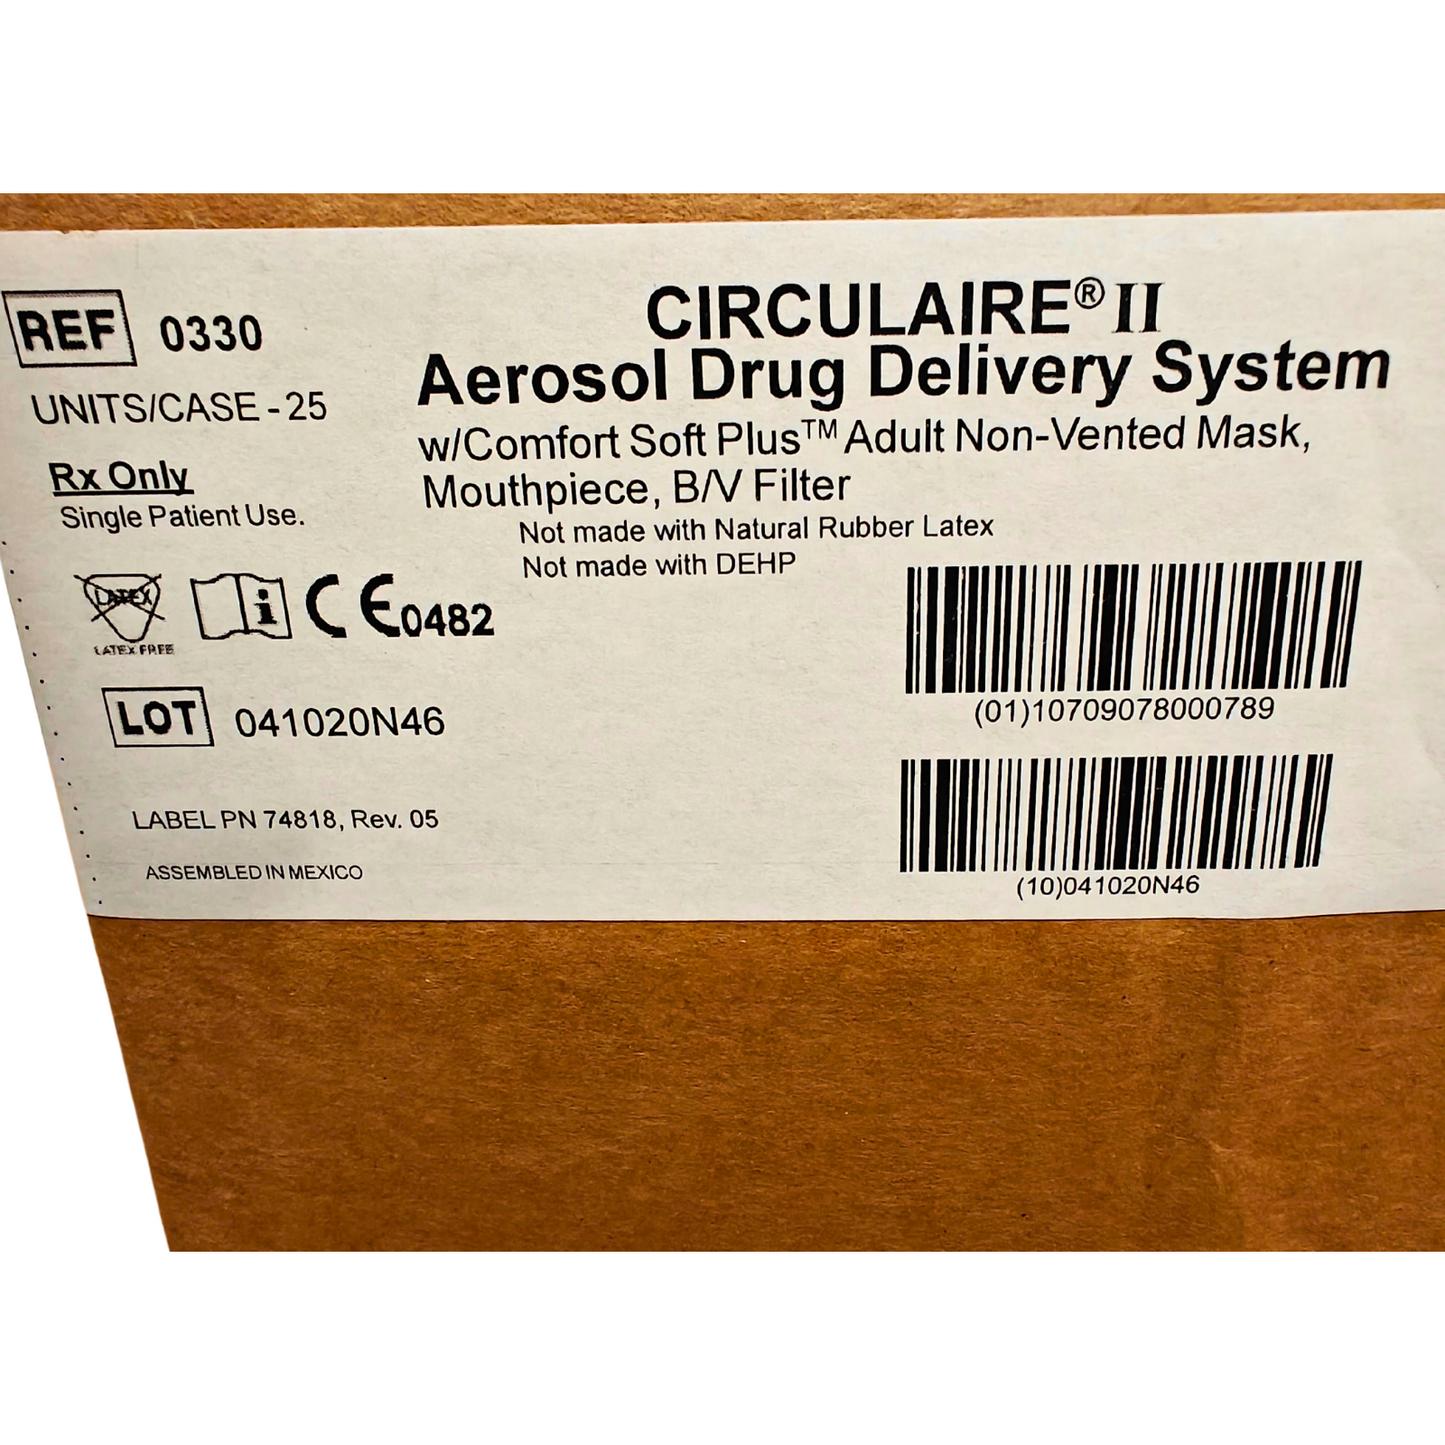 REF 0330
UNITS/CASE - 25
Rx Only
Single Patient Use.
CIRCULAIRE® II
Aerosol Drug Delivery System
w/Comfort Soft Plus™ Adult Non-Vented Mask,
Mouthpiece, B/V Filter
Not made with Natural Rubber Latex
Not made with DEHP
LATEX
LATEX FREE
i
CE0482
LOT 041020N46
LABEL PN 74818, Rev. 05
ASSEMBLED IN MEXICO
(01)10709078000789
(10)041020N46